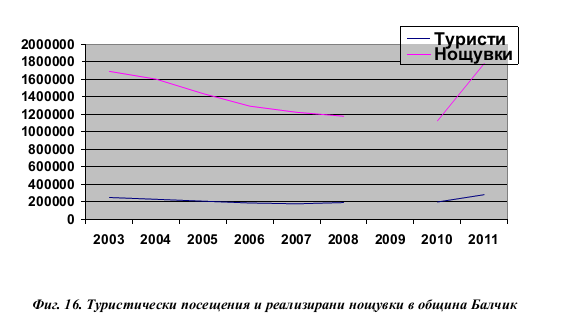 Туристи
Нощувки
2000000
1800000
1600000
1400000
1200000
1000000
800000
600000
400000
200000
0
2003 2004 2005 2006 2007 2008 2009 2010 2011
Фиг. 16. Туристически посещения и реализирани нощувки в община Балчик